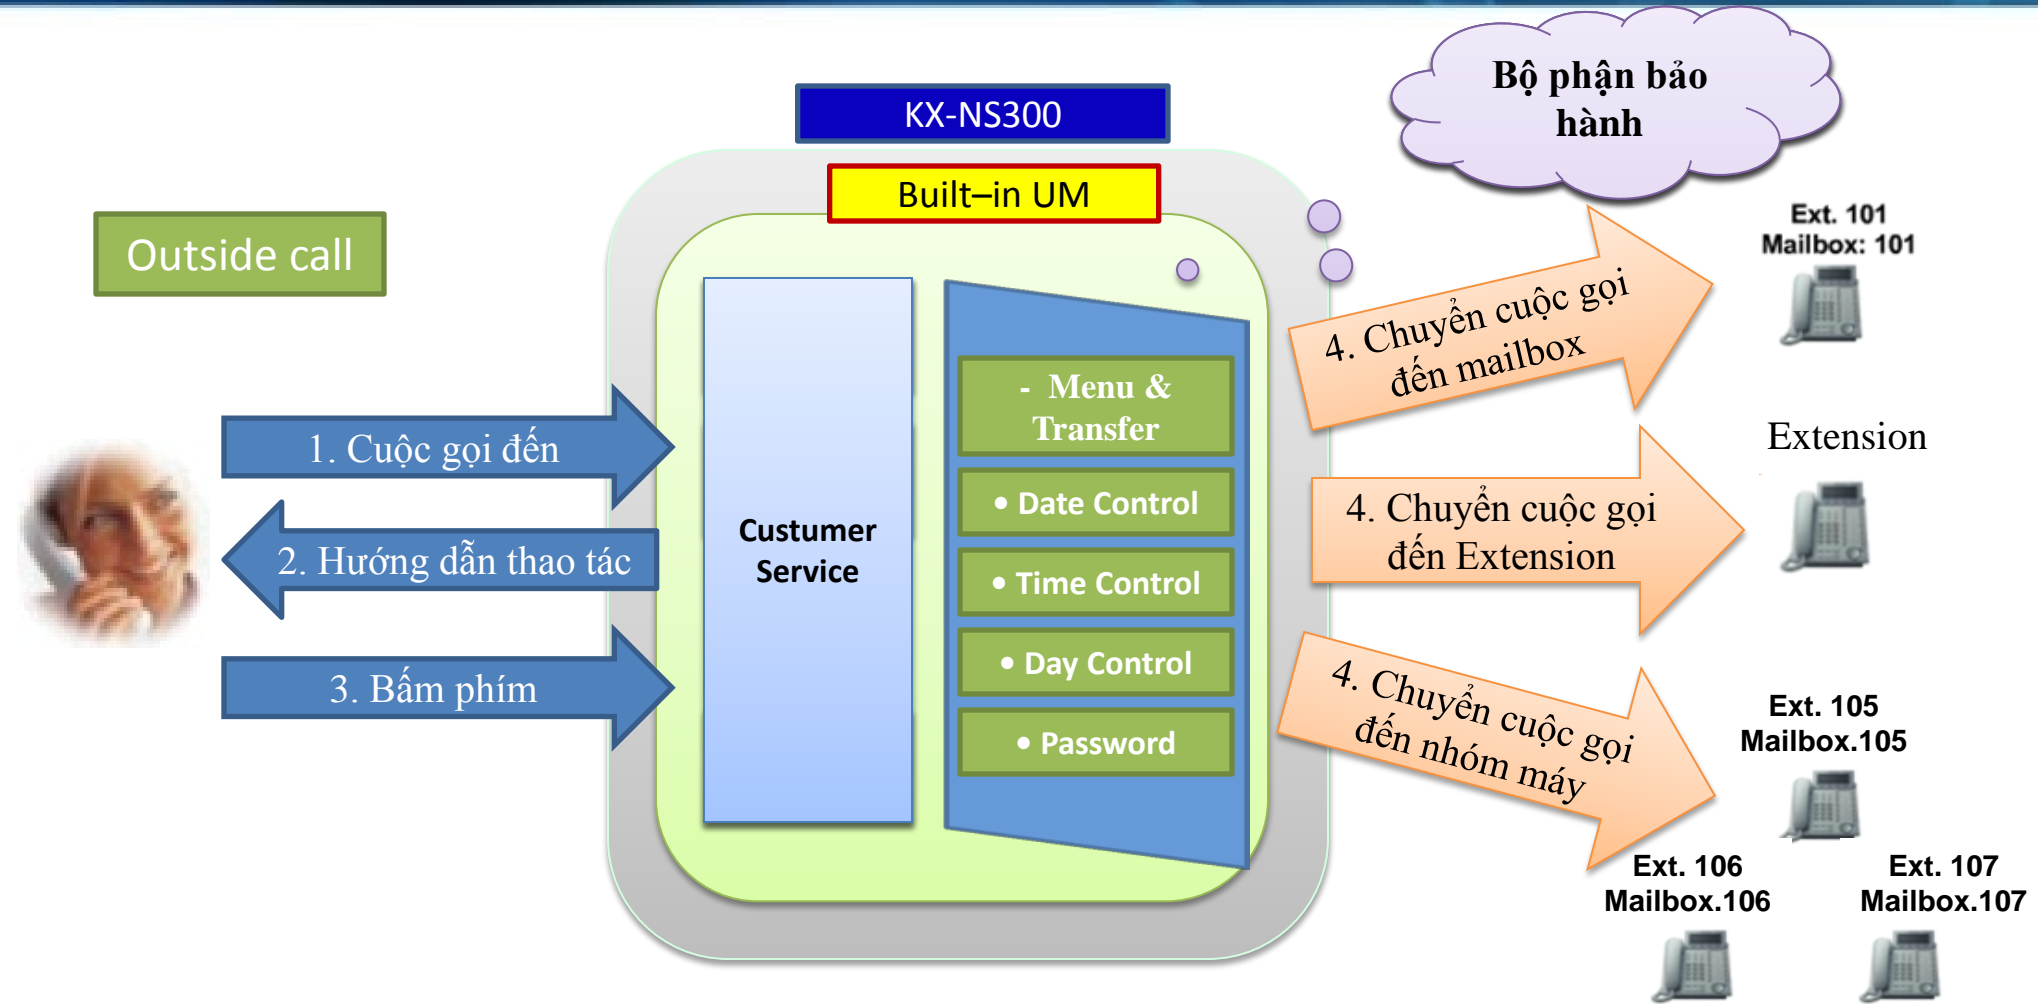 Bộ phận bảo
hành
KX-NS300
Built–in UM
Outside call
Ext. 101
Mailbox: 101
4. Chuyển cuộc gọi
đến mailbox
- Menu &
Transfer
1. Cuộc gọi đến
Extension
• Date Control
4. Chuyển cuộc gọi
đến Extension
Custumer
Service
2. Hướng dẫn thao tác
• Time Control
• Day Control
3. Bấm phím
4. Chuyển cuộc gọi
đến nhóm máy
Ext. 105
Mailbox.105
• Password
Ext. 106
Mailbox.106
Ext. 107
Mailbox.107